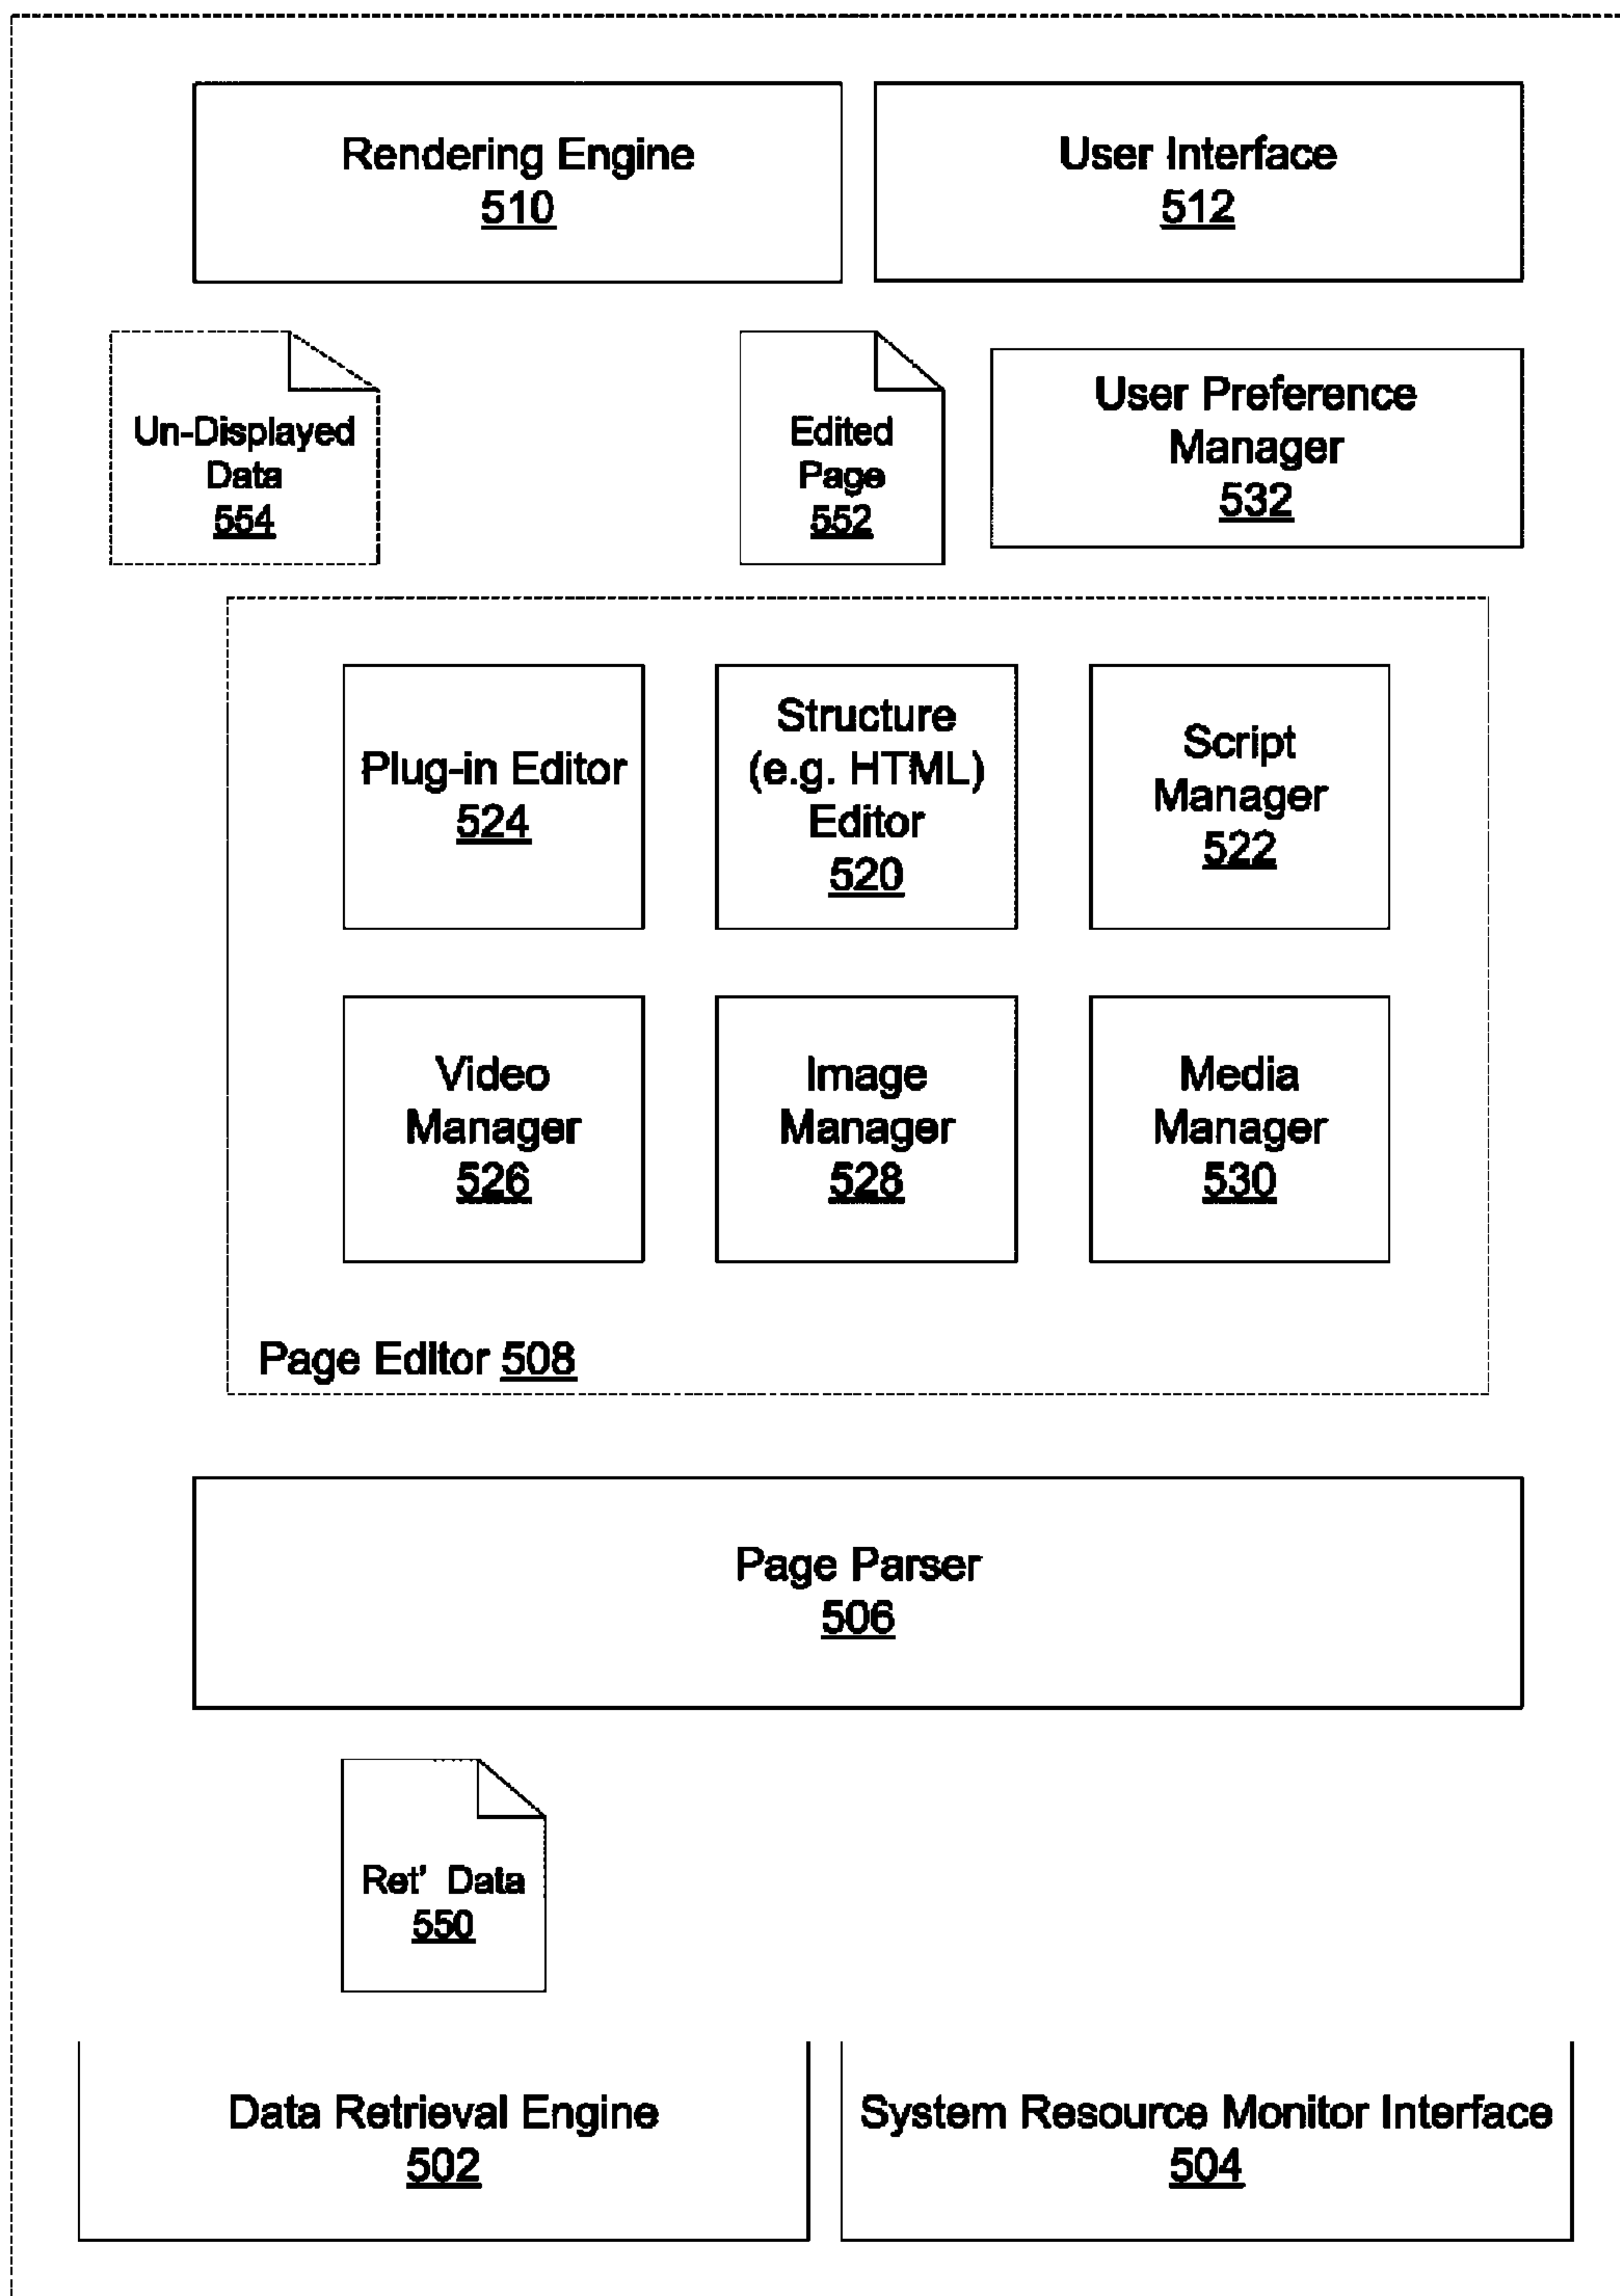 Rendering Engine
510
User Interface
512
Un-Displayed
Data
554
Edited
Page
552
User Preference
Manager
532
Plug-in Editor
524
Structure
(e.g. HTML)
Editor
520
Script
Manager
522
Video
Manager
526
Image
Manager
528
Media
Manager
530
Page Editor 508
Page Parser
506
Ret' Data
550
Data Retrieval Engine
502
System Resource Monitor Interface
504